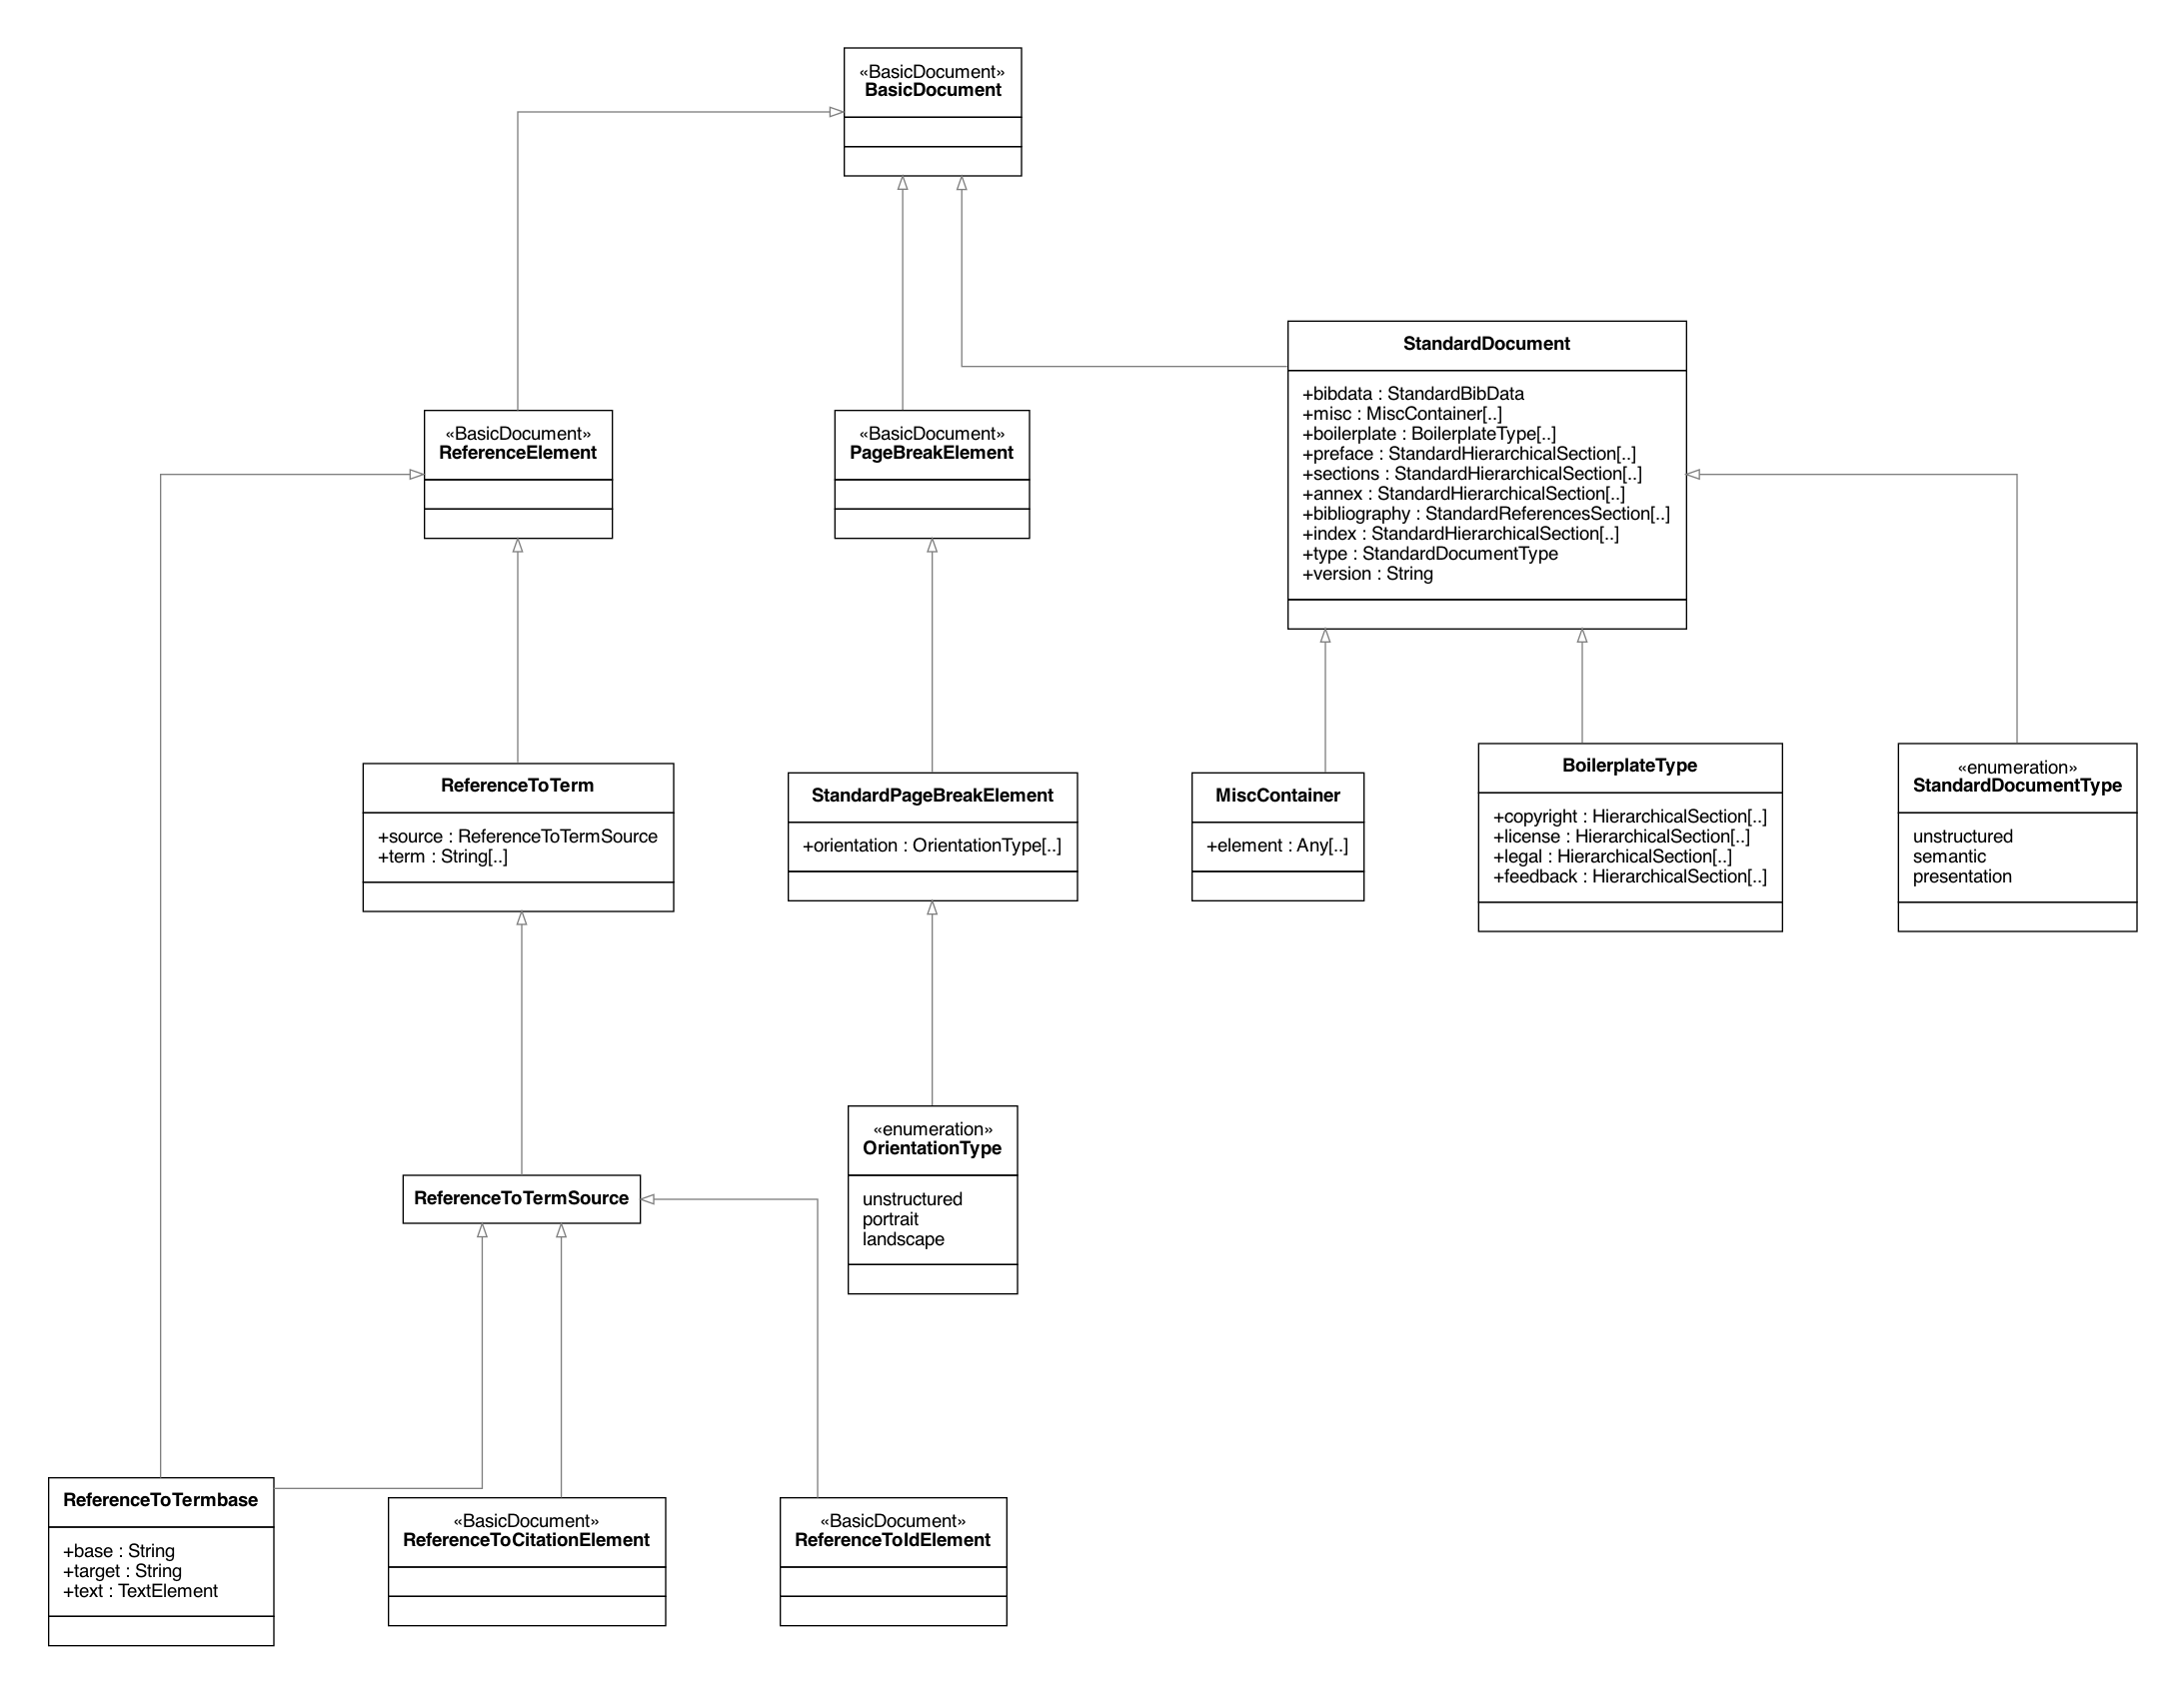 «BasicDocument»
BasicDocument
StandardDocument
+bibdata : StandardBibData
+misc : MiscContainer[..]
+boilerplate : BoilerplateType[..]
+preface : StandardHierarchicalSection[..]
+sections : StandardHierarchicalSection[..]
+annex : StandardHierarchicalSection[..]
+bibliography : StandardReferencesSection[..]
+index : StandardHierarchicalSection[..]
+type : StandardDocumentType
+version : String
«BasicDocument»
ReferenceElement
«BasicDocument»
PageBreakElement
ReferenceToTerm
+source : ReferenceToTermSource
+term : String[..]
StandardPageBreakElement
+orientation : OrientationType[..]
MiscContainer
+element : Any[..]
BoilerplateType
+copyright : HierarchicalSection[..]
+license : HierarchicalSection[..]
+legal : HierarchicalSection[..]
+feedback : HierarchicalSection[..]
«enumeration»
StandardDocumentType
unstructured
semantic
presentation
«enumeration»
OrientationType
unstructured
portrait
landscape
ReferenceToTermSource
ReferenceToTermbase
+base : String
+target : String
+text : TextElement
«BasicDocument»
ReferenceToCitationElement
«BasicDocument»
ReferenceToIdElement